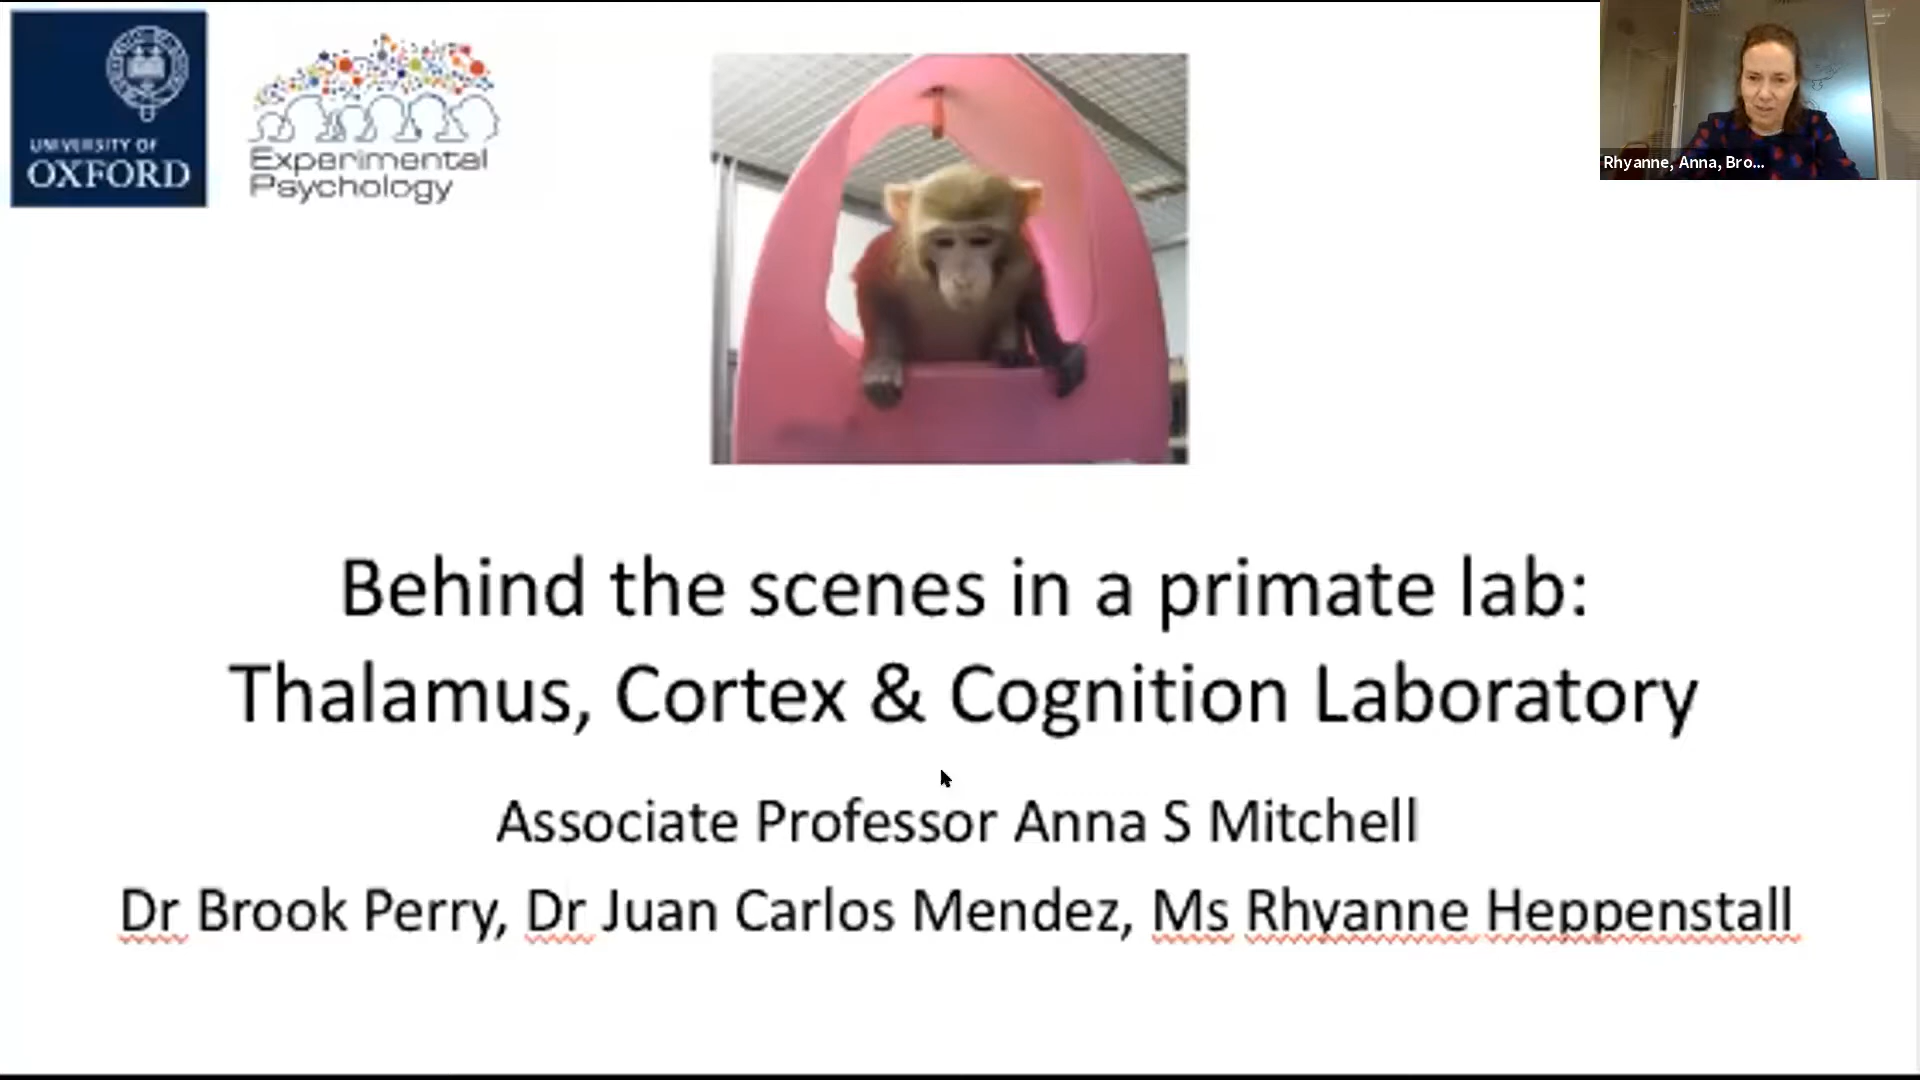 UNIVERSITY OF
OXFORD
Experimental
Psychology
Rhyanne, Anna, Bro...
Behind the scenes in a primate lab:
Thalamus, Cortex & Cognition Laboratory
Associate Professor Anna S Mitchell
Dr Brook Perry, Dr Juan Carlos Mendez, Ms Rhyanne Heppenstall